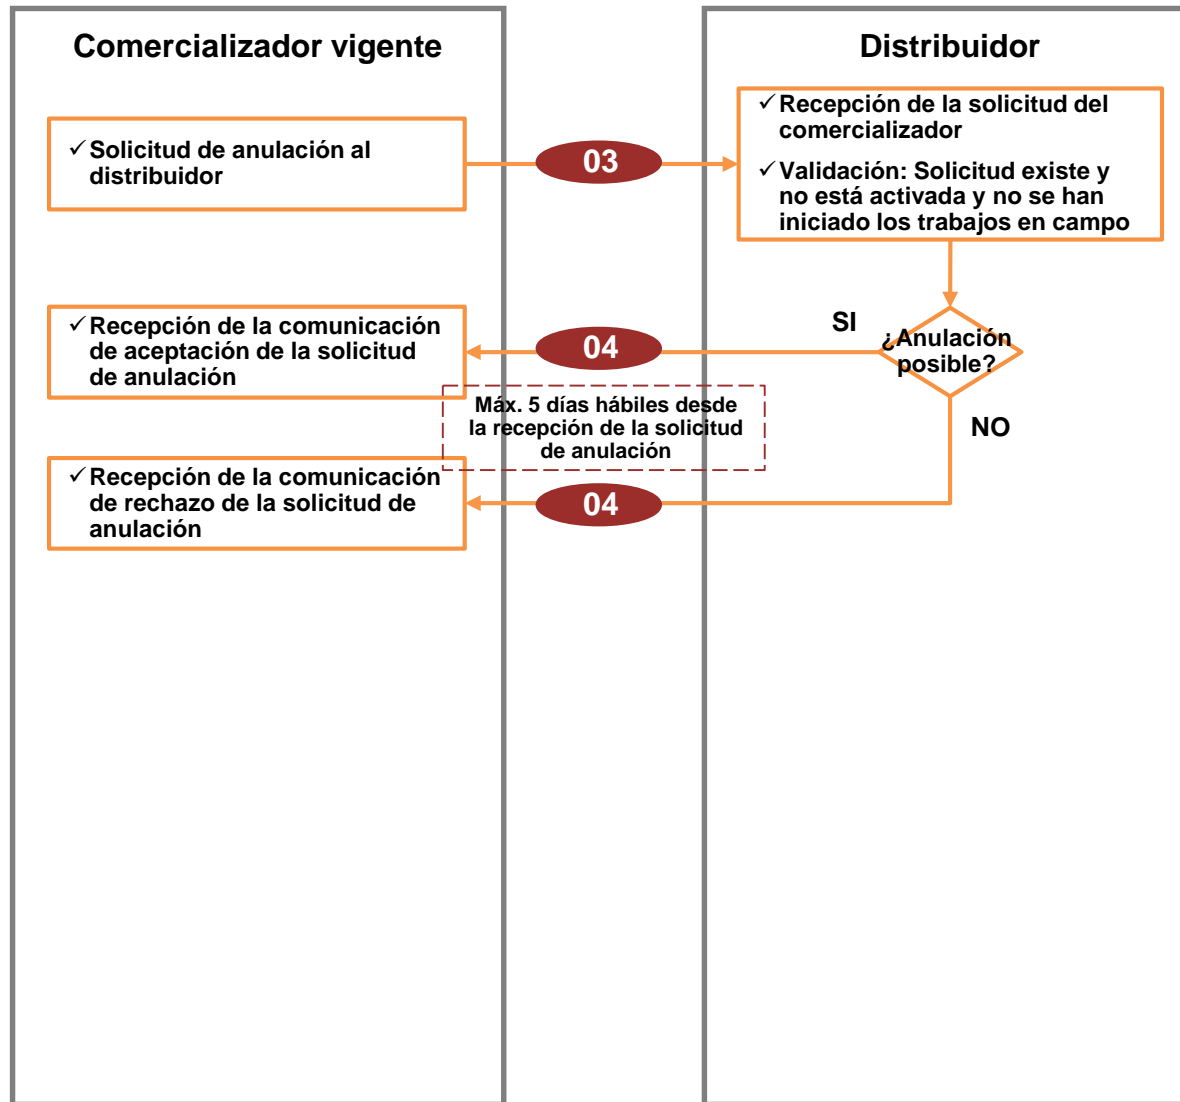 Comercializador vigente
✓ Solicitud de anulación al
distribuidor
03
Distribuidor
✓ Recepción de la solicitud del
comercializador
✓ Validación: Solicitud existe y
no está activada y no se han
iniciado los trabajos en campo
¿Anulación
posible?
SI
04
✓ Recepción de la comunicación
de aceptación de la solicitud
de anulación
Máx. 5 días hábiles desde
la recepción de la solicitud
de anulación
NO
04
✓ Recepción de la comunicación
de rechazo de la solicitud de
anulación